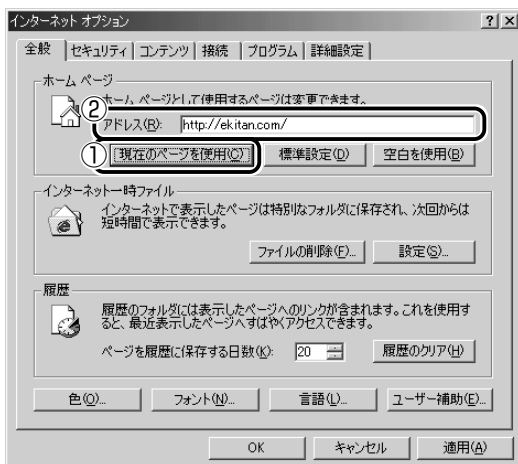 インターネット オプション ? ×
全般 セキュリティ コンテンツ 接続 プログラム 詳細設定
ホーム ページ
ホーム ページとして使用するページは変更できます。
② アドレス(R): http://ekitan.com/
① 現在のページを使用(C) 標準設定(D) 空白を使用(B)
インターネット一時ファイル
インターネットで表示したページは特別なフォルダに保存され、次回からは
短時間で表示できます。
ファイルの削除(F)... 設定(S)...
履歴
履歴のフォルダには表示したページへのリンクが含まれます。これを使用す
ると、最近表示したページへすばやくアクセスできます。
ページを履歴に保存する日数(K): 20 履歴のクリア(H)
色(O)... フォント(N)... 言語(L)... ユーザー補助(E)...
OK キャンセル 適用(A)